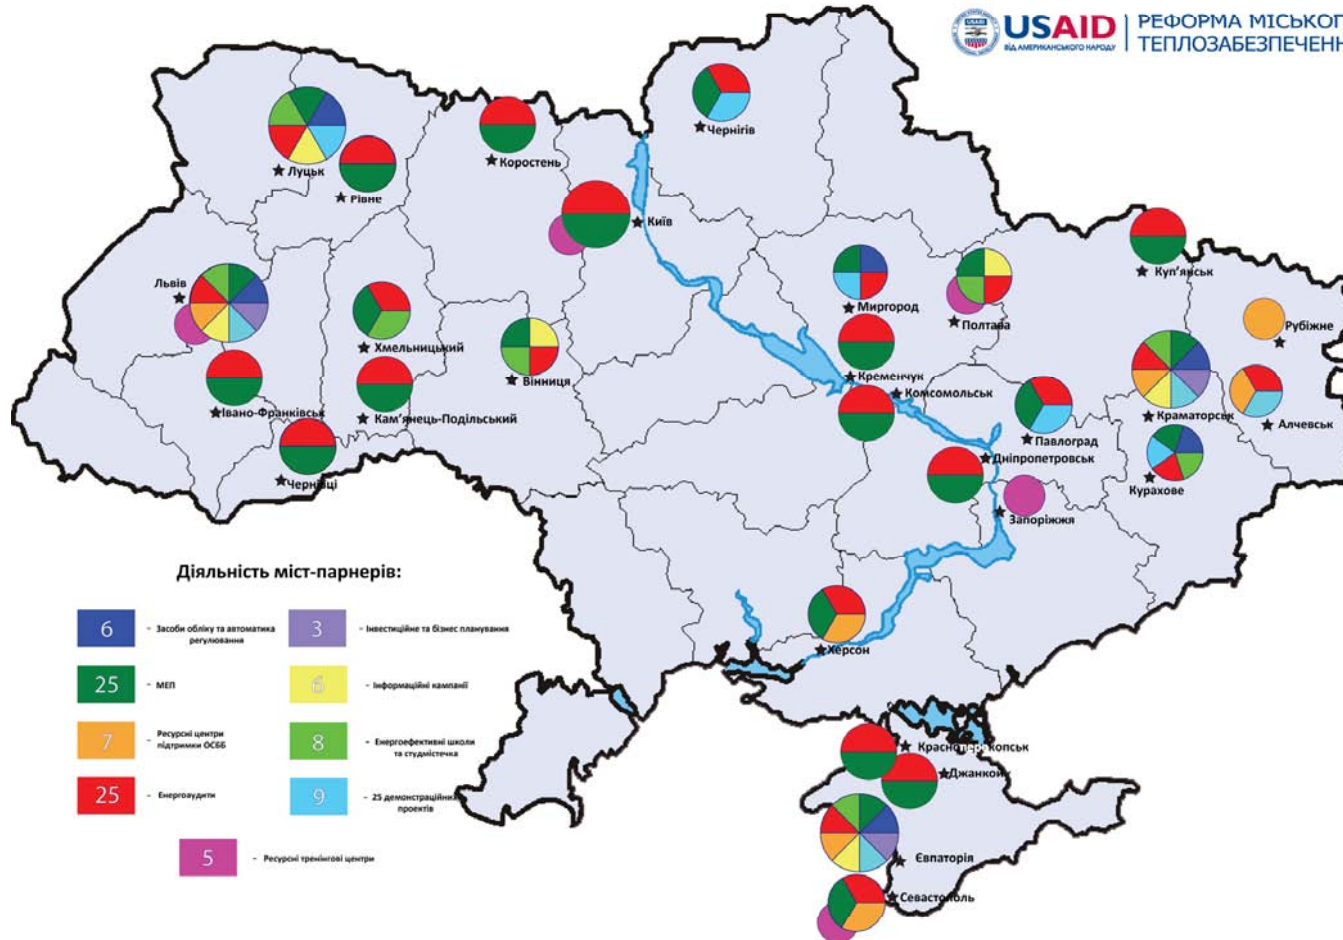 USAID
ВІД АМЕРИКАНСЬКОГО НАРОДУ
РЕФОРМА МІСЬКОГО
ТЕПЛОЗАБЕЗПЕЧЕНН
Чернігів
Коростень
Луцьк
Рівне
Київ
Куп'янськ
Львів
Миргород
Полтава
Рубіжне
Хмельницький
Вінниця
Кременчук
Комсомольськ
Краматорськ
Алчевськ
Івано-Франківськ
Кам'янець-Подільський
Павлоград
Дніпропетровськ
Курахове
Чернівці
Запоріжжя
Херсон
Красноперекопськ
Джанкой
Євпаторія
Севастополь
Діяльність міст-парнерів:
6 - Засоби обліку та автоматика
регулювання
3 - Інвестиційне та бізнес планування
25 - МЕП
6 - Інформаційні кампанії
7 - Ресурсні центри
підтримки ОСББ
8 - Енергоефективні школи
та студмістечка
25 - Енергоаудити
9 - 25 демонстраційних
проектів
5 - Ресурсні тренінгові центри